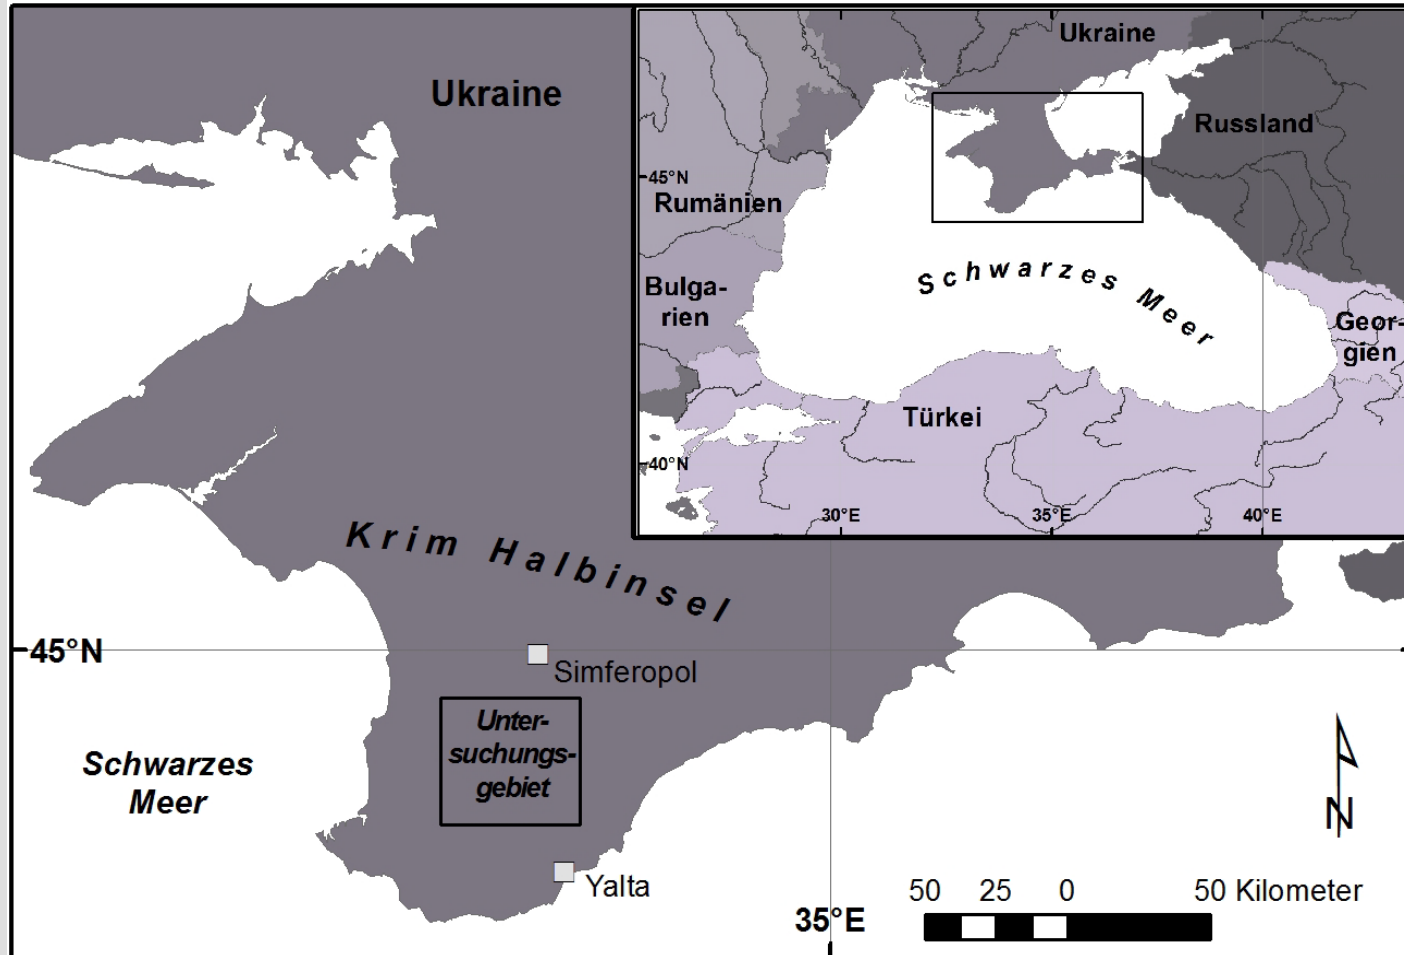 Ukraine
Ukraine
Russland
45°N
Rumänien
Schwarzes Meer
Bulga-
rien
Geor-
gien
Türkei
40°N
30°E
35°E
40°E
Krim Halbinsel
45°N
Simferopol
Unter-
suchungs-
gebiet
Schwarzes
Meer
N
Yalta
50 25 0 50 Kilometer
35°E